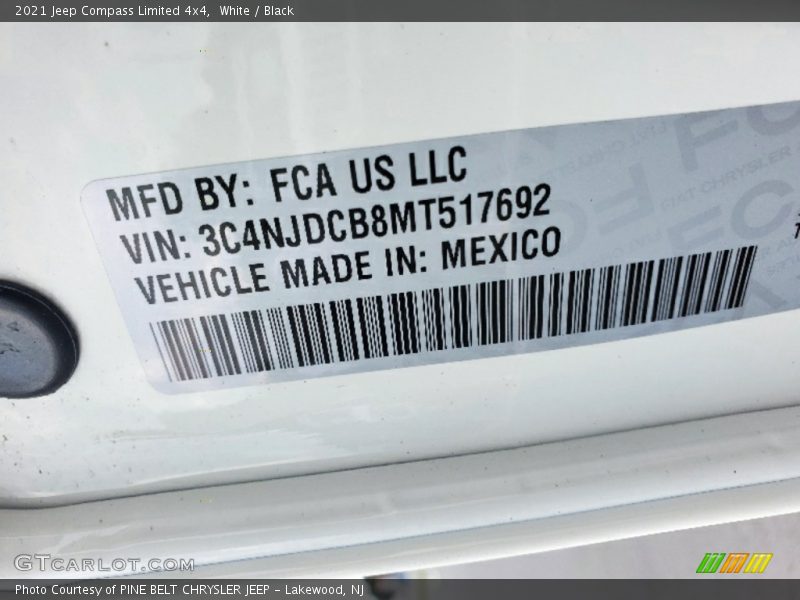 2021 Jeep Compass Limited 4x4, White / Black
MFD BY: FCA US LLC
VIN: 3C4NJDCB8MT517692
VEHICLE MADE IN: MEXICO
GTCARLOT.COM
Photo Courtesy of PINE BELT CHRYSLER JEEP - Lakewood, NJ